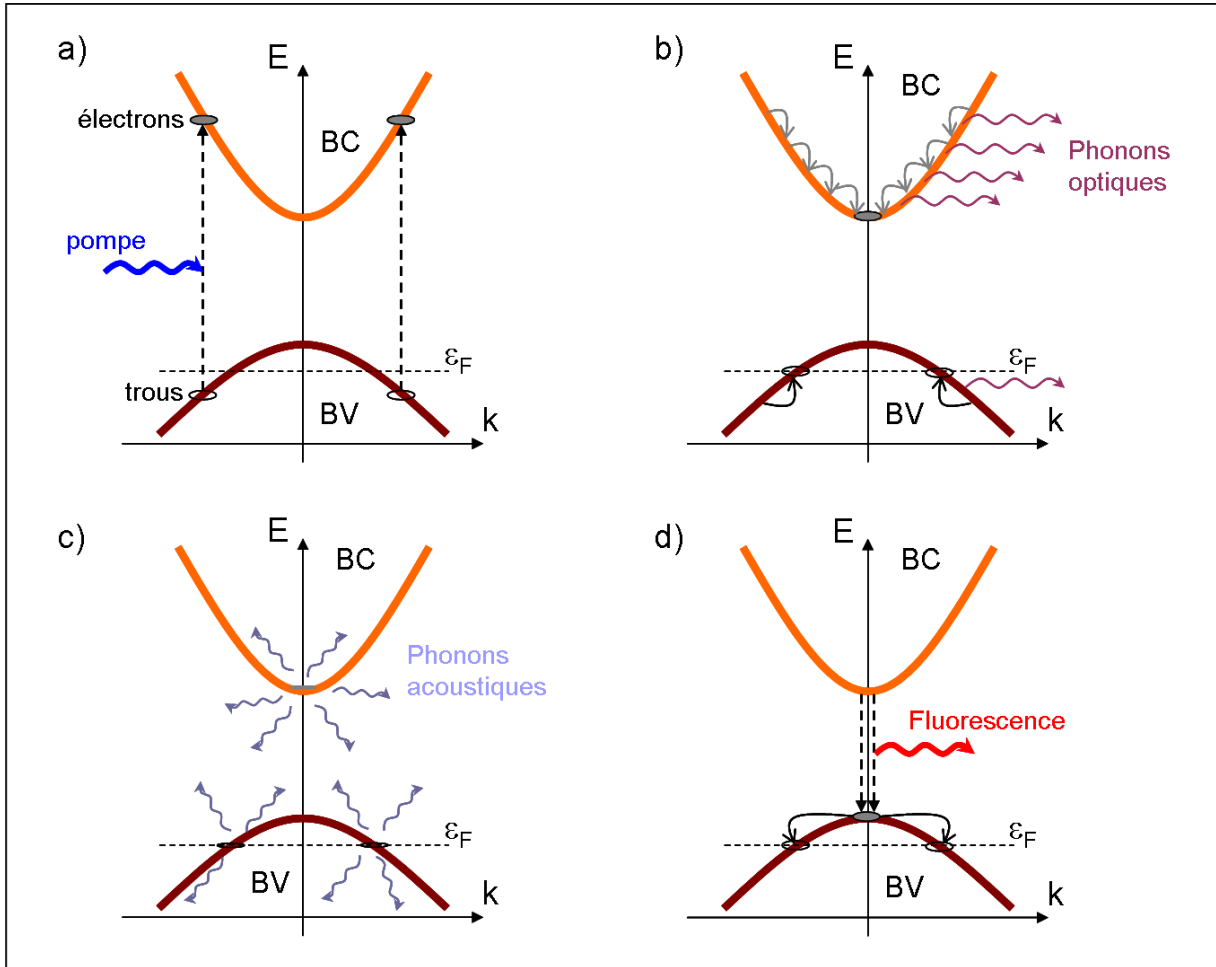 a)
E
électrons
BC
pompe
trous
εF
BV
k
b)
E
BC
Phonons
optiques
εF
BV
k
c)
E
BC
Phonons
acoustiques
εF
BV
k
d)
E
BC
Fluorescence
εF
BV
k